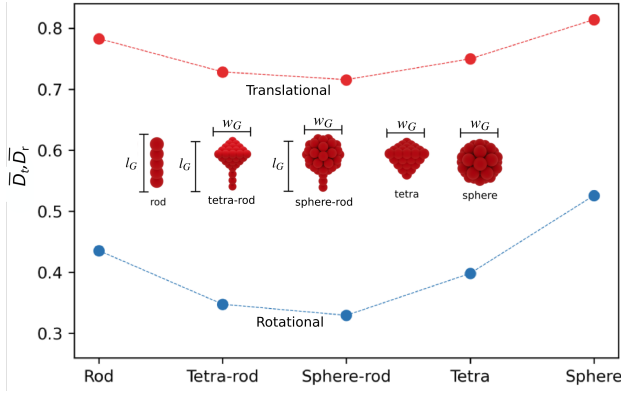 0.8
0.7
0.6
0.5
0.4
0.3
D̅t,D̅r
Translational
wG
wG
wG
wG
lG
lG
lG
rod
tetra-rod
sphere-rod
tetra
sphere
Rotational
Rod
Tetra-rod
Sphere-rod
Tetra
Sphere